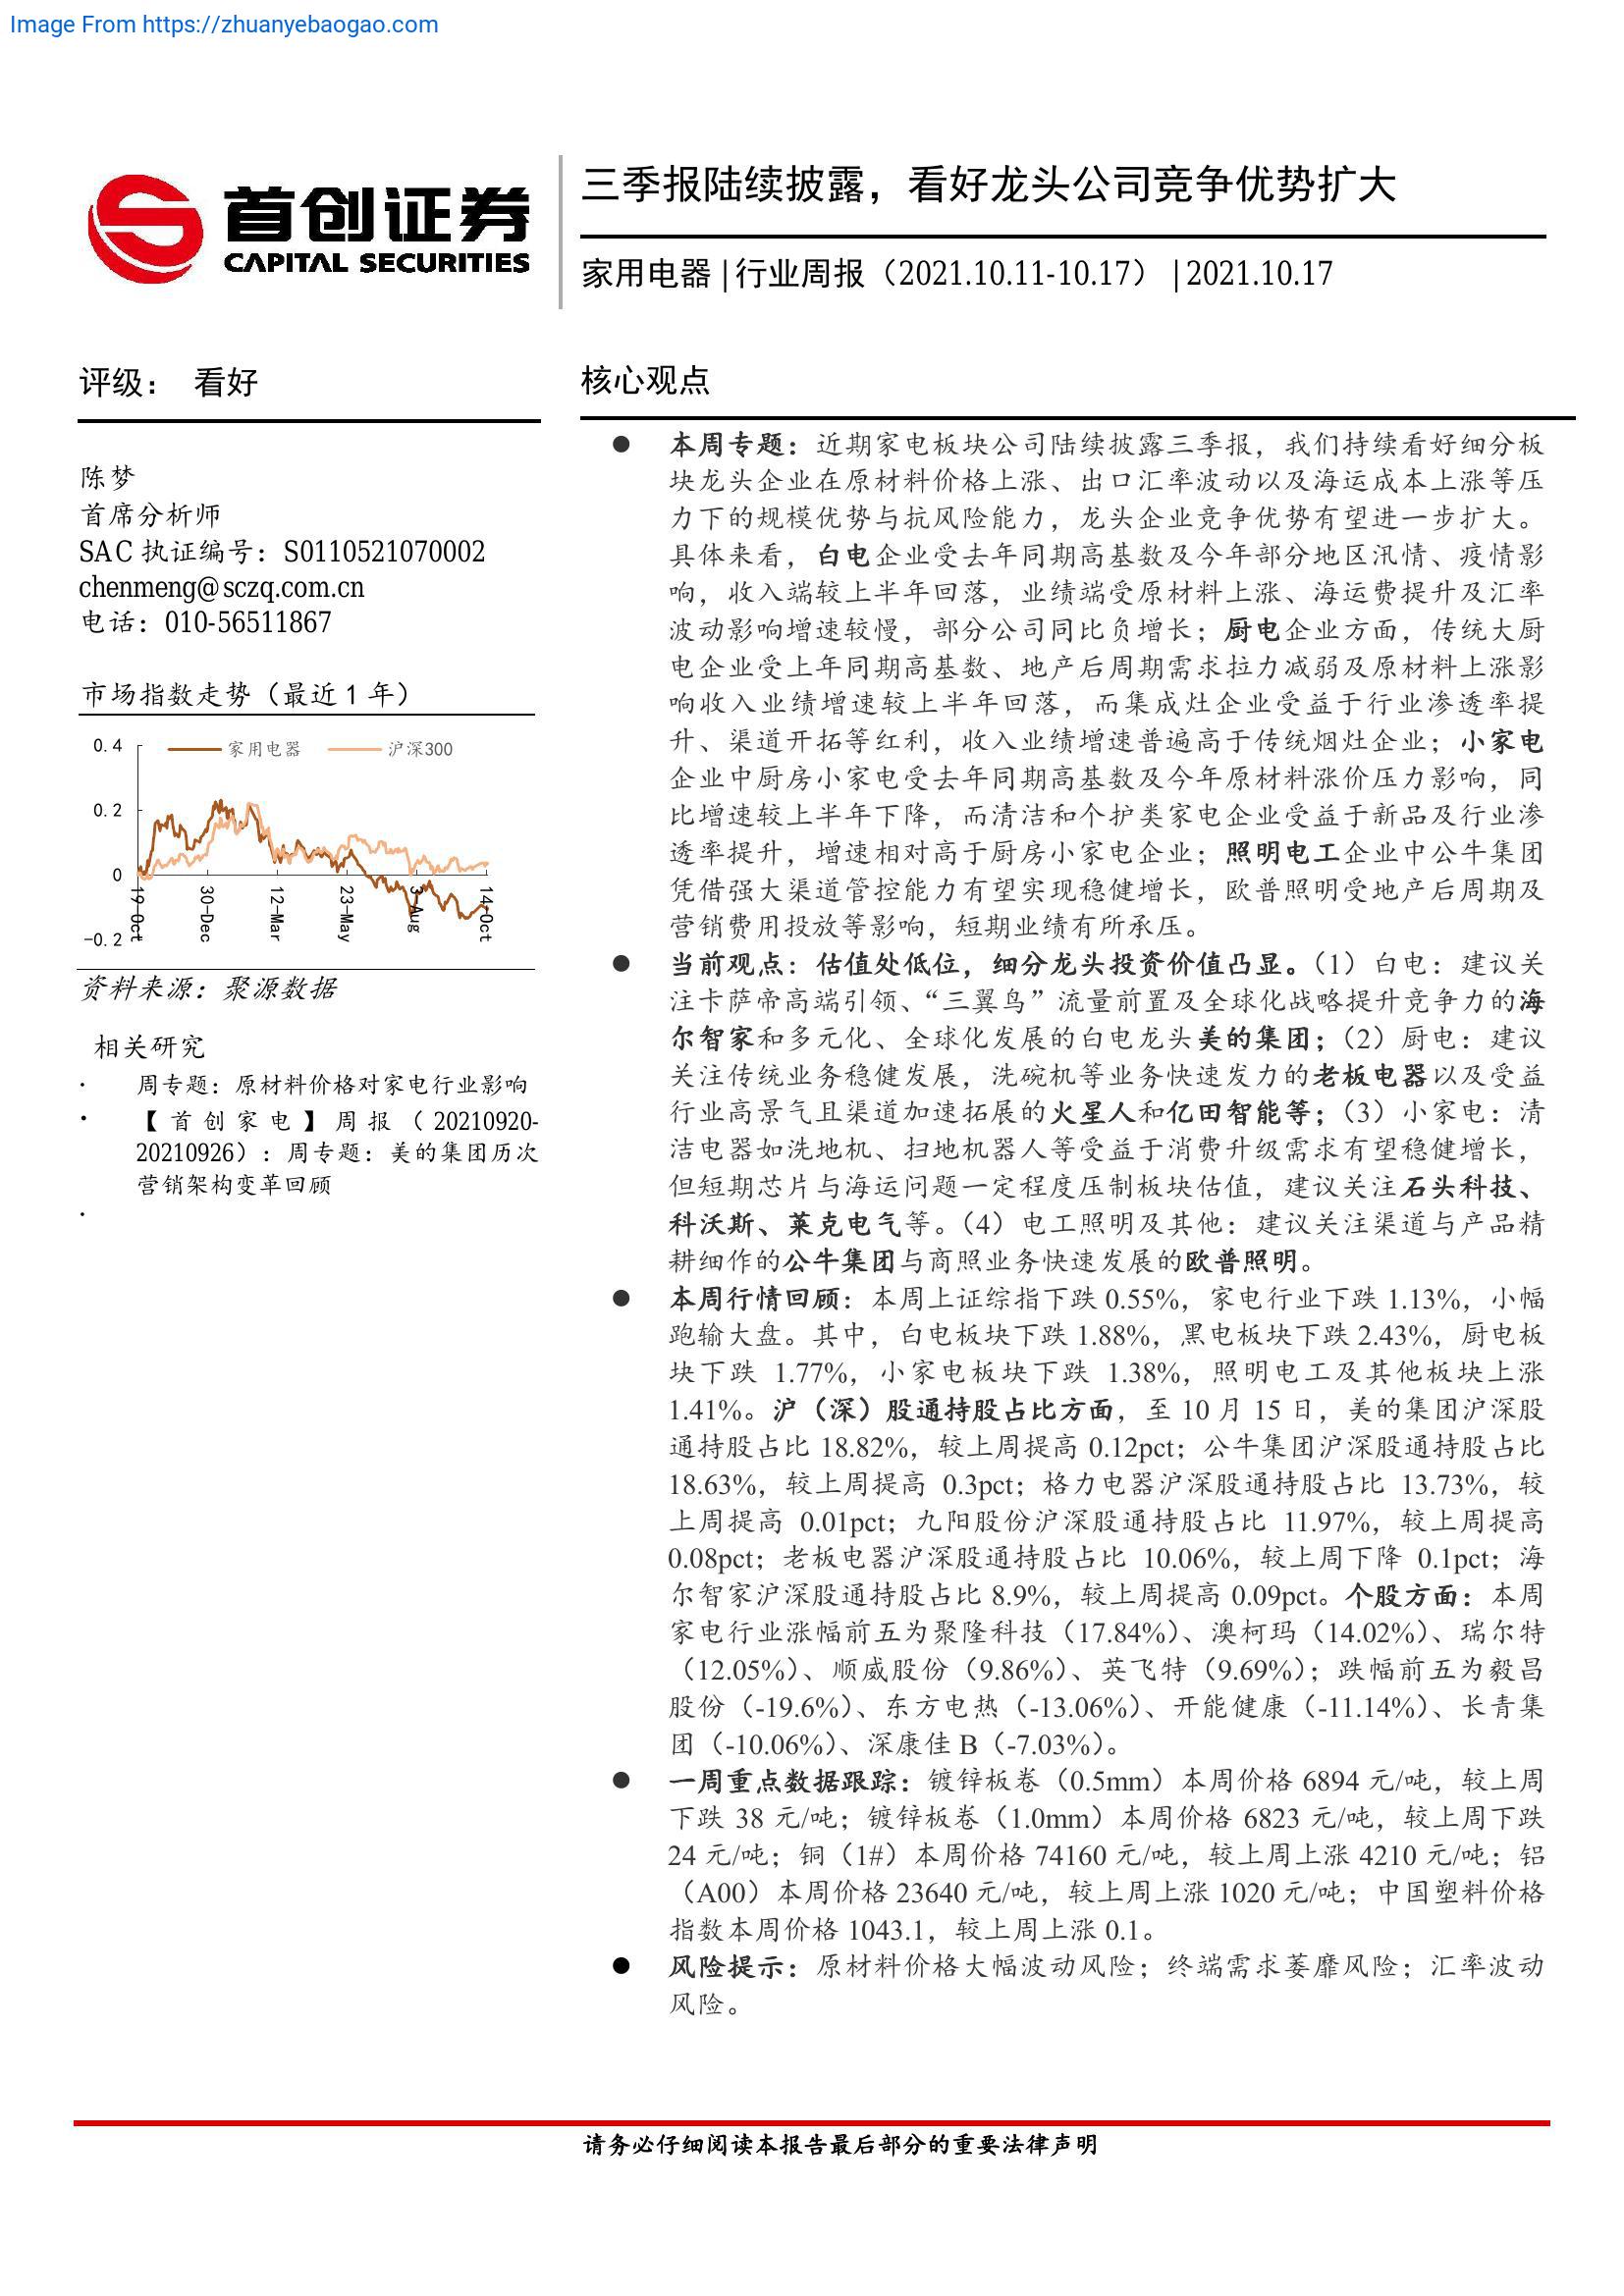 Image From https://zhuanyebaogao.com
首创证券
CAPITAL SECURITIES
三季报陆续披露，看好龙头公司竞争优势扩大
家用电器 | 行业周报（2021.10.11-10.17） | 2021.10.17
评级： 看好
陈梦
首席分析师
SAC 执证编号：S0110521070002
chenmeng@sczq.com.cn
电话：010-56511867
市场指数走势（最近 1 年）
家用电器 沪深300
0.4
0.2
0
-0.2
19-Oct 30-Dec 12-Mar 23-May 3-Aug 14-Oct
资料来源：聚源数据
相关研究
· 周专题：原材料价格对家电行业影响
· 【首创家电】周报（20210920-
20210926）：周专题：美的集团历次
营销架构变革回顾
·
核心观点
● 本周专题：近期家电板块公司陆续披露三季报，我们持续看好细分板
块龙头企业在原材料价格上涨、出口汇率波动以及海运成本上涨等压
力下的规模优势与抗风险能力，龙头企业竞争优势有望进一步扩大。
具体来看，白电企业受去年同期高基数及今年部分地区汛情、疫情影
响，收入端较上半年回落，业绩端受原材料上涨、海运费提升及汇率
波动影响增速较慢，部分公司同比负增长；厨电企业方面，传统大厨
电企业受上年同期高基数、地产后周期需求拉力减弱及原材料上涨影
响收入业绩增速较上半年回落，而集成灶企业受益于行业渗透率提
升、渠道开拓等红利，收入业绩增速普遍高于传统烟灶企业；小家电
企业中厨房小家电受去年同期高基数及今年原材料涨价压力影响，同
比增速较上半年下降，而清洁和个护类家电企业受益于新品及行业渗
透率提升，增速相对高于厨房小家电企业；照明电工企业中公牛集团
凭借强大渠道管控能力有望实现稳健增长，欧普照明受地产后周期及
营销费用投放等影响，短期业绩有所承压。
● 当前观点：估值处低位，细分龙头投资价值凸显。（1）白电：建议关
注卡萨帝高端引领、“三翼鸟”流量前置及全球化战略提升竞争力的海
尔智家和多元化、全球化发展的白电龙头美的集团；（2）厨电：建议
关注传统业务稳健发展，洗碗机等业务快速发力的老板电器以及受益
行业高景气且渠道加速拓展的火星人和亿田智能等；（3）小家电：清
洁电器如洗地机、扫地机器人等受益于消费升级需求有望稳健增长，
但短期芯片与海运问题一定程度压制板块估值，建议关注石头科技、
科沃斯、莱克电气等。（4）电工照明及其他：建议关注渠道与产品精
耕细作的公牛集团与商照业务快速发展的欧普照明。
● 本周行情回顾：本周上证综指下跌 0.55%，家电行业下跌 1.13%，小幅
跑输大盘。其中，白电板块下跌 1.88%，黑电板块下跌 2.43%，厨电板
块下跌 1.77%，小家电板块下跌 1.38%，照明电工及其他板块上涨
1.41%。沪（深）股通持股占比方面，至 10 月 15 日，美的集团沪深股
通持股占比 18.82%，较上周提高 0.12pct；公牛集团沪深股通持股占比
18.63%，较上周提高 0.3pct；格力电器沪深股通持股占比 13.73%，较
上周提高 0.01pct；九阳股份沪深股通持股占比 11.97%，较上周提高
0.08pct；老板电器沪深股通持股占比 10.06%，较上周下降 0.1pct；海
尔智家沪深股通持股占比 8.9%，较上周提高 0.09pct。个股方面：本周
家电行业涨幅前五为聚隆科技（17.84%）、澳柯玛（14.02%）、瑞尔特
（12.05%）、顺威股份（9.86%）、英飞特（9.69%）；跌幅前五为毅昌
股份（-19.6%）、东方电热（-13.06%）、开能健康（-11.14%）、长青集
团（-10.06%）、深康佳 B（-7.03%）。
● 一周重点数据跟踪：镀锌板卷（0.5mm）本周价格 6894 元/吨，较上周
下跌 38 元/吨；镀锌板卷（1.0mm）本周价格 6823 元/吨，较上周下跌
24 元/吨；铜（1#）本周价格 74160 元/吨，较上周上涨 4210 元/吨；铝
（A00）本周价格 23640 元/吨，较上周上涨 1020 元/吨；中国塑料价格
指数本周价格 1043.1，较上周上涨 0.1。
● 风险提示：原材料价格大幅波动风险；终端需求萎靡风险；汇率波动
风险。
请务必仔细阅读本报告最后部分的重要法律声明